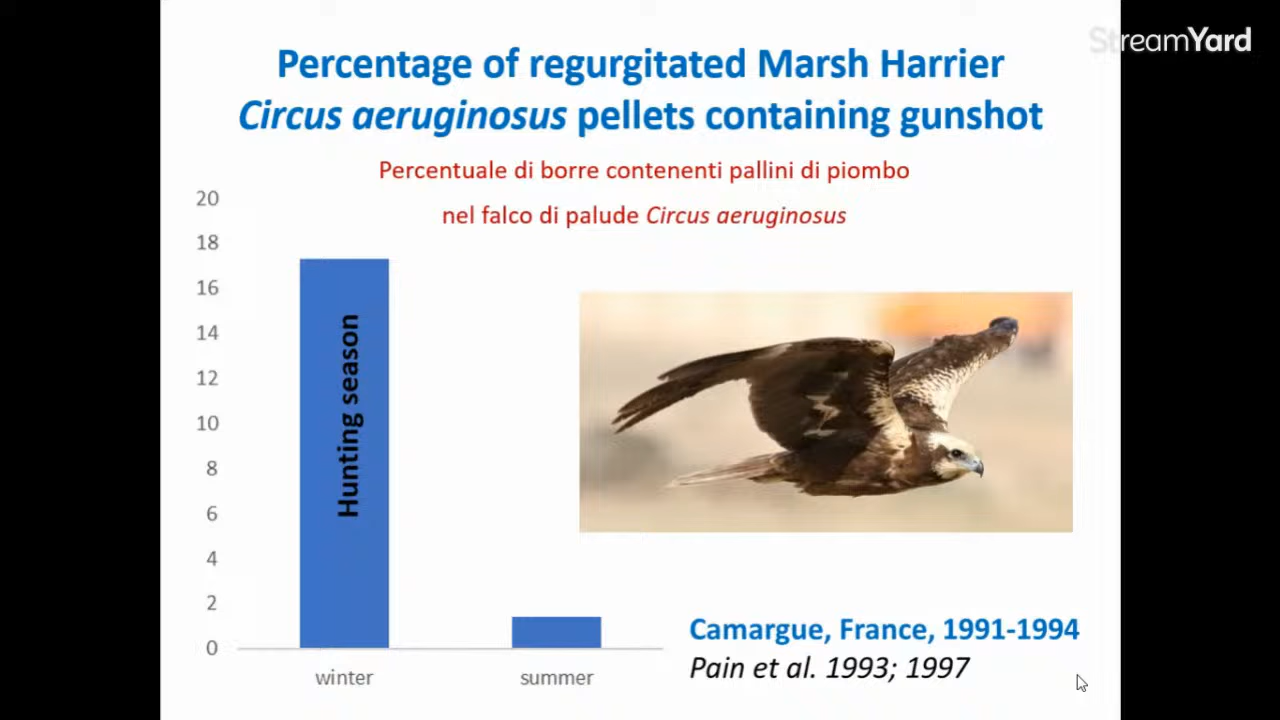 StreamYard
Percentage of regurgitated Marsh Harrier
Circus aeruginosus pellets containing gunshot
Percentuale di borre contenenti pallini di piombo
nel falco di palude Circus aeruginosus
20
18
16
14
12
10
8
6
4
2
0
Hunting season
winter
summer
Camargue, France, 1991-1994
Pain et al. 1993; 1997